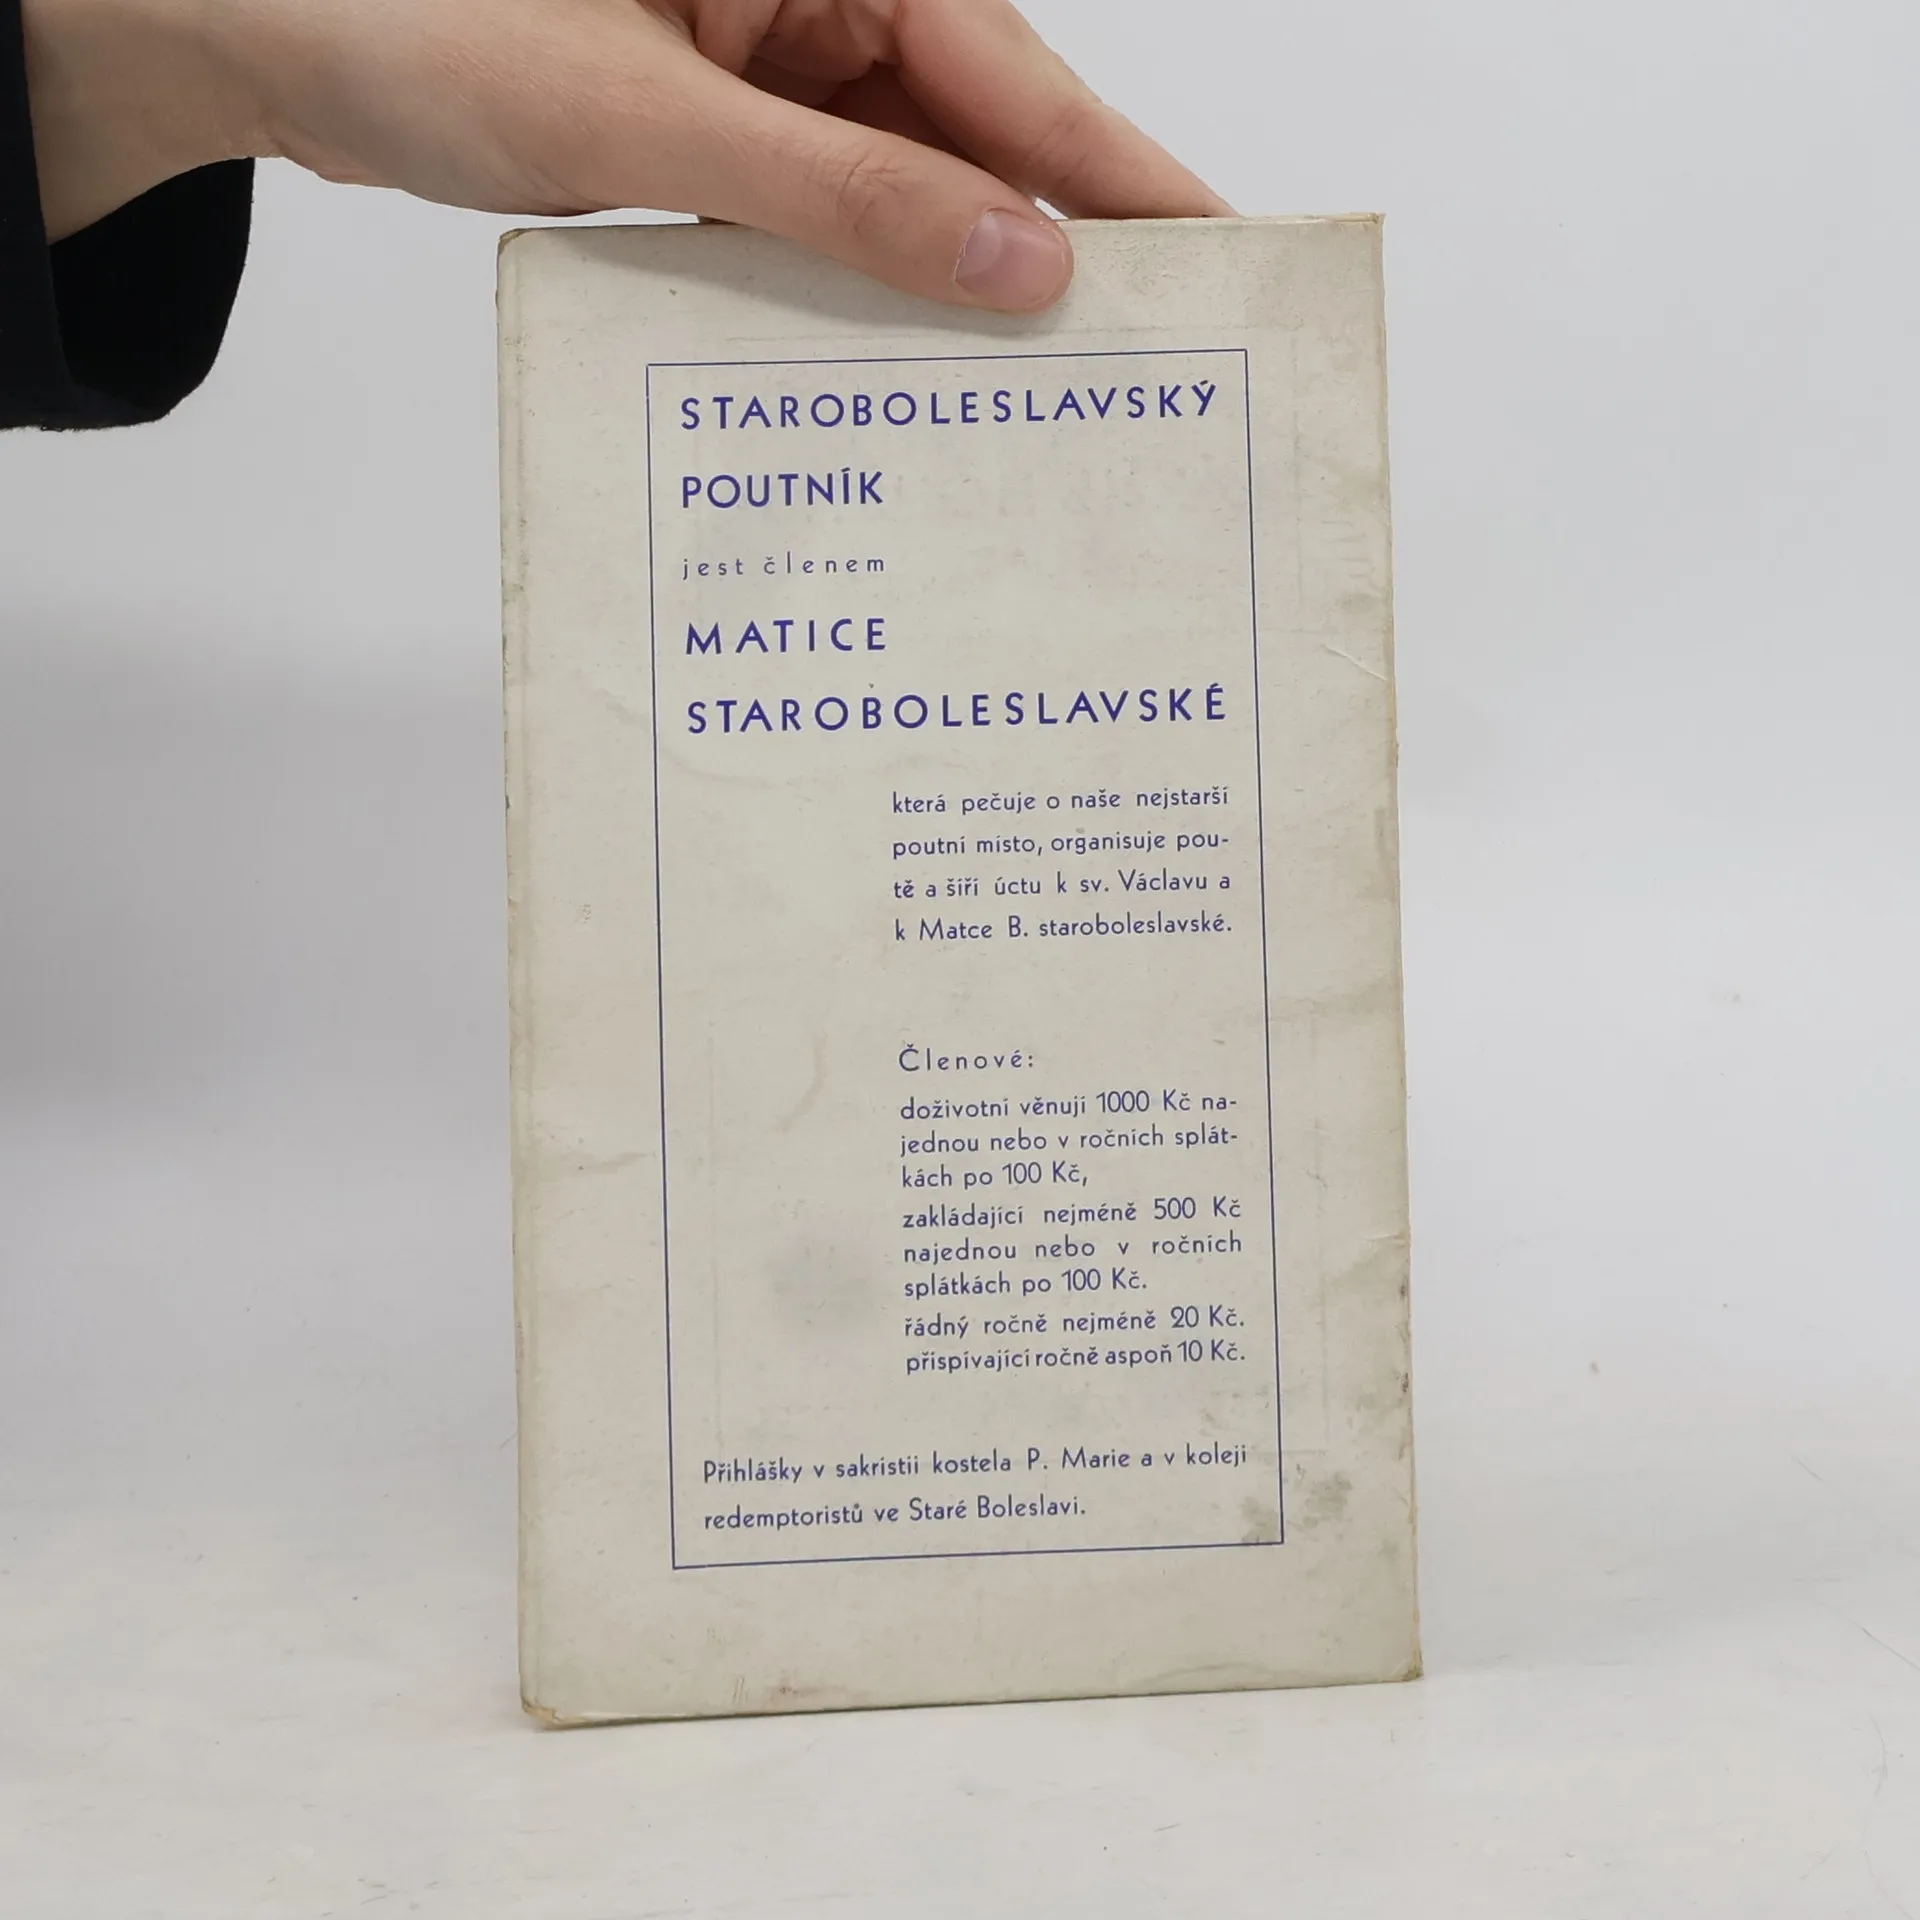 STAROBOLESLAVSKÝ
POUTNÍK
jest členem
MATICE
STAROBOLESLAVSKÉ
která pečuje o naše nejstarší
poutní místo, organisuje pou-
tě a šíří úctu k sv. Václavu a
k Matce B. staroboleslavské.
Členové:
doživotní věnují 1000 Kč na-
jednou nebo v ročních splát-
kách po 100 Kč,
zakládající nejméně 500 Kč
najednou nebo v ročních
splátkách po 100 Kč.
řádný ročně nejméně 20 Kč.
přispívající ročně aspoň 10 Kč.
Přihlášky v sakristii kostela P. Marie a v koleji
redemptoristů ve Staré Boleslavi.